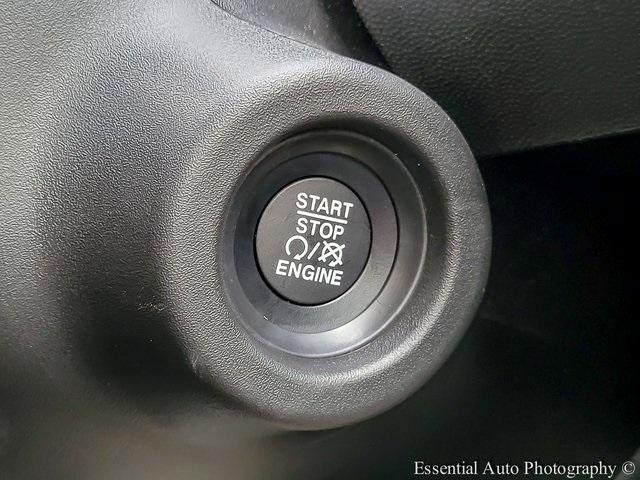 START
STOP
/
ENGINE
Essential Auto Photography ©